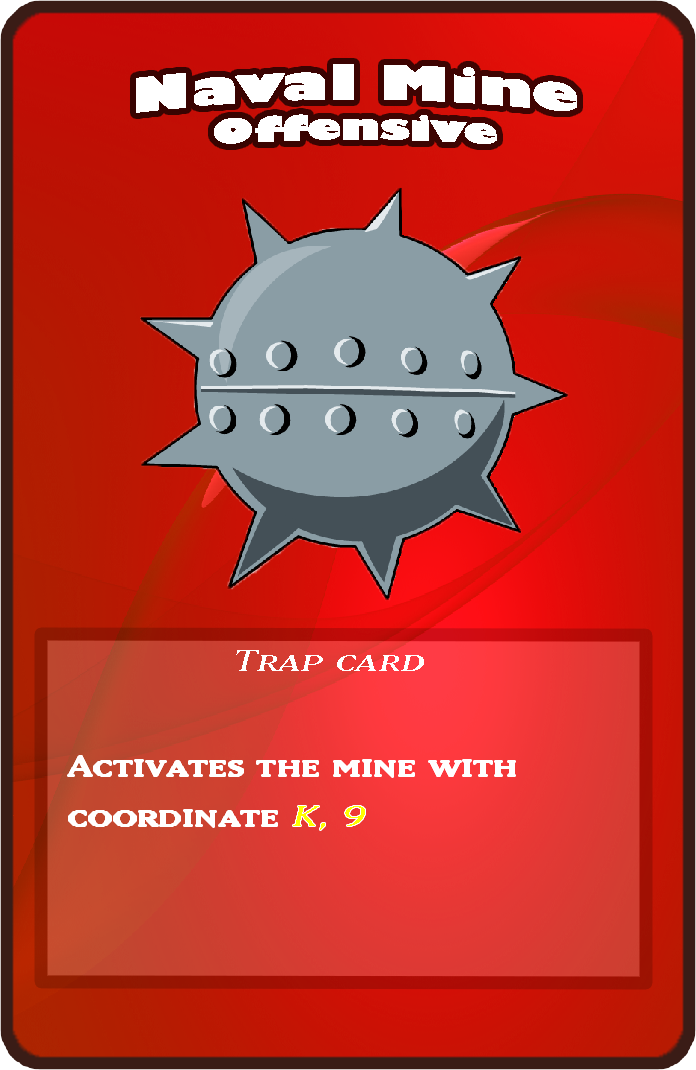 Naval Mine
Offensive
Trap card
Activates the mine with
coordinate K, 9